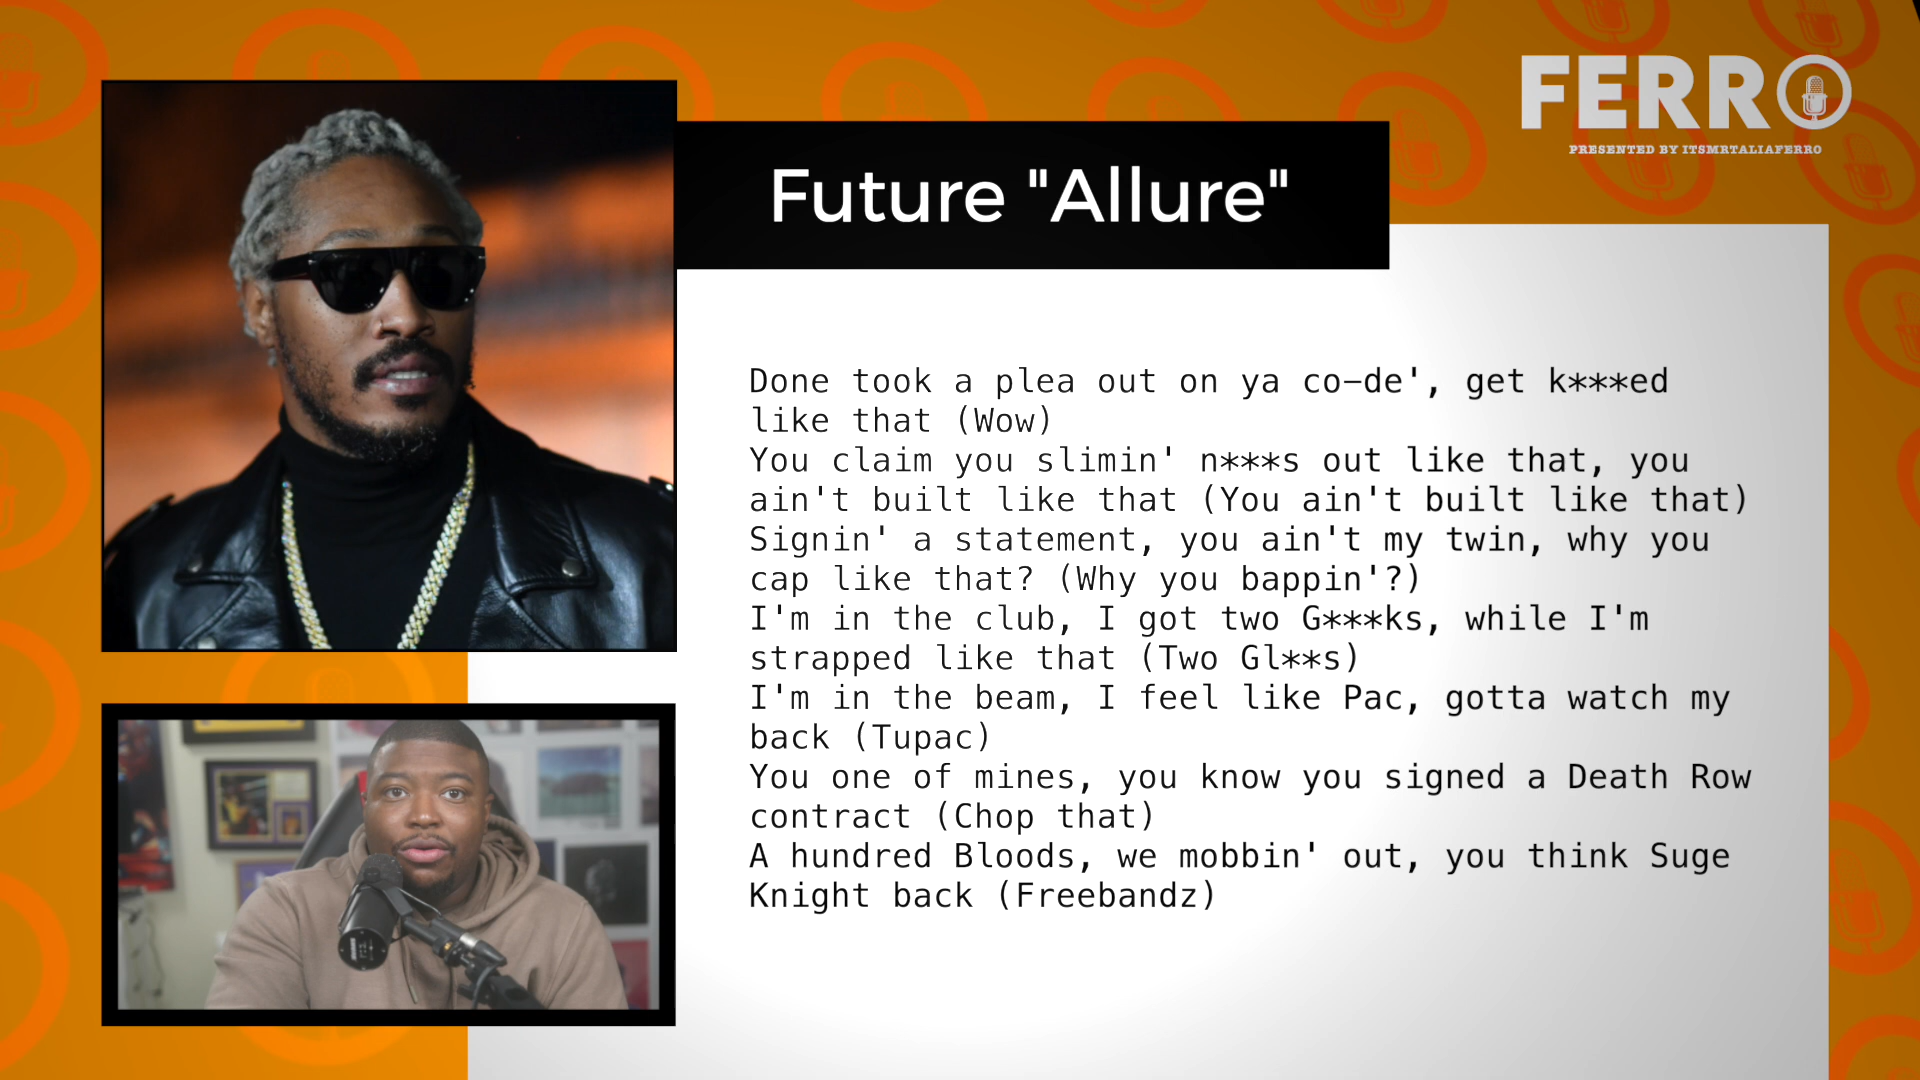 FERRO
PRESENTED BY ITSMRTALIAFERRO
Future "Allure"
Done took a plea out on ya co-de', get k***ed
like that (Wow)
You claim you slimin' n***s out like that, you
ain't built like that (You ain't built like that)
Signin' a statement, you ain't my twin, why you
cap like that? (Why you bappin'?)
I'm in the club, I got two G***ks, while I'm
strapped like that (Two Gl**s)
I'm in the beam, I feel like Pac, gotta watch my
back (Tupac)
You one of mines, you know you signed a Death Row
contract (Chop that)
A hundred Bloods, we mobbin' out, you think Suge
Knight back (Freebandz)